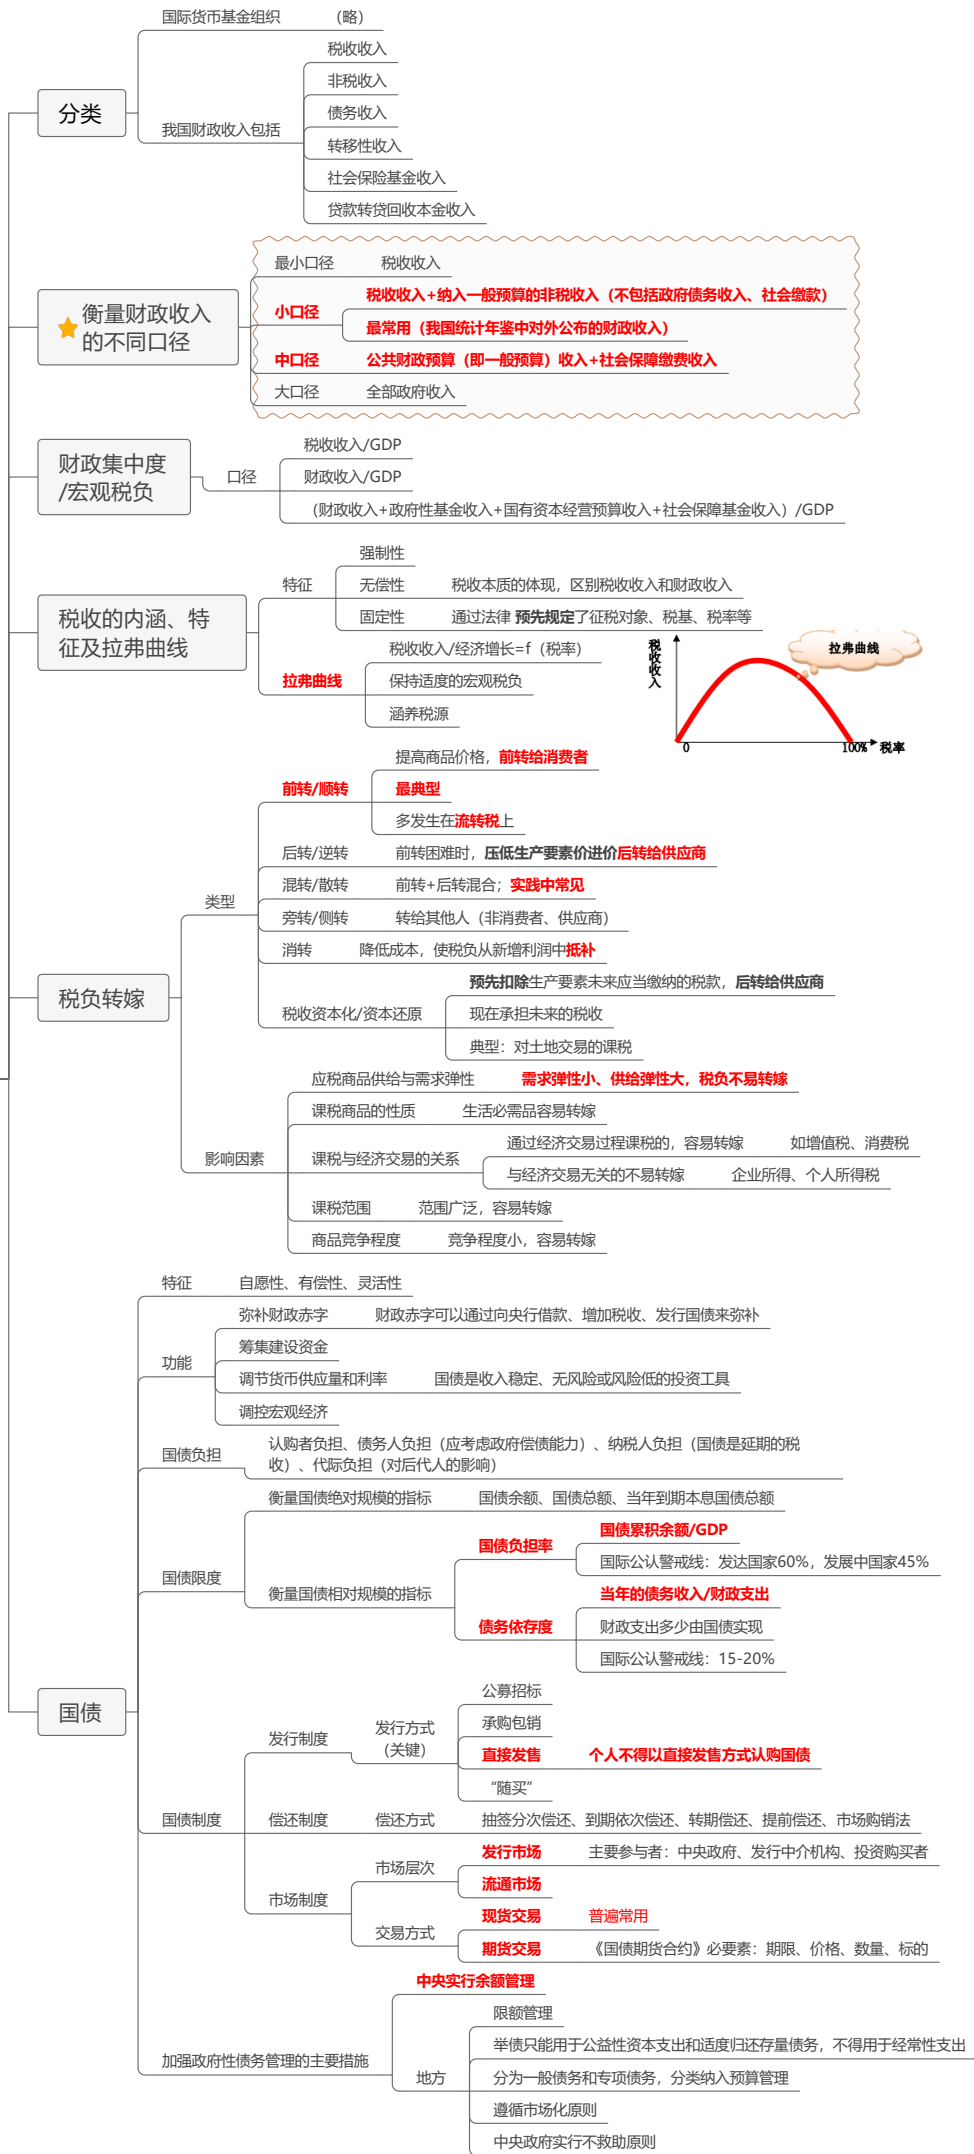 分类
国际货币基金组织
（略）
我国财政收入包括
税收收入
非税收入
债务收入
转移性收入
社会保险基金收入
贷款转贷回收本金收入
衡量财政收入
的不同口径
最小口径
税收收入
小口径
税收收入+纳入一般预算的非税收入（不包括政府债务收入、社会缴款）
最常用（我国统计年鉴中对外公布的财政收入）
中口径
公共财政预算（即一般预算）收入+社会保障缴费收入
大口径
全部政府收入
财政集中度
/宏观税负
口径
税收收入/GDP
财政收入/GDP
（财政收入+政府性基金收入+国有资本经营预算收入+社会保障基金收入）/GDP
税收的内涵、特
征及拉弗曲线
特征
强制性
无偿性
税收本质的体现，区别税收收入和财政收入
固定性
通过法律 预先规定了征税对象、税基、税率等
拉弗曲线
税收收入/经济增长=f（税率）
保持适度的宏观税负
涵养税源
税收收入
拉弗曲线
0
100%
税率
税负转嫁
类型
前转/顺转
提高商品价格，前转给消费者
最典型
多发生在流转税上
后转/逆转
前转困难时，压低生产要素价进价后转给供应商
混转/散转
前转+后转混合；实践中常见
旁转/侧转
转给其他人（非消费者、供应商）
消转
降低成本，使税负从新增利润中抵补
税收资本化/资本还原
预先扣除生产要素未来应当缴纳的税款，后转给供应商
现在承担未来的税收
典型：对土地交易的课税
影响因素
应税商品供给与需求弹性
需求弹性小、供给弹性大，税负不易转嫁
课税商品的性质
生活必需品容易转嫁
课税与经济交易的关系
通过经济交易过程课税的，容易转嫁
如增值税、消费税
与经济交易无关的不易转嫁
企业所得、个人所得税
课税范围
范围广泛，容易转嫁
商品竞争程度
竞争程度小，容易转嫁
国债
特征
自愿性、有偿性、灵活性
功能
弥补财政赤字
财政赤字可以通过向央行借款、增加税收、发行国债来弥补
筹集建设资金
调节货币供应量和利率
国债是收入稳定、无风险或风险低的投资工具
调控宏观经济
国债负担
认购者负担、债务人负担（应考虑政府偿债能力）、纳税人负担（国债是延期的税
收）、代际负担（对后代人的影响）
国债限度
衡量国债绝对规模的指标
国债余额、国债总额、当年到期本息国债总额
衡量国债相对规模的指标
国债负担率
国债累积余额/GDP
国际公认警戒线：发达国家60%，发展中国家45%
债务依存度
当年的债务收入/财政支出
财政支出多少由国债实现
国际公认警戒线：15-20%
国债制度
发行制度
发行方式
（关键）
公募招标
承购包销
直接发售
个人不得以直接发售方式认购国债
“随买”
偿还制度
偿还方式
抽签分次偿还、到期依次偿还、转期偿还、提前偿还、市场购销法
市场制度
市场层次
发行市场
主要参与者：中央政府、发行中介机构、投资购买者
流通市场
交易方式
现货交易
普遍常用
期货交易
《国债期货合约》必要素：期限、价格、数量、标的
加强政府性债务管理的主要措施
中央实行余额管理
地方
限额管理
举债只能用于公益性资本支出和适度归还存量债务，不得用于经常性支出
分为一般债务和专项债务，分类纳入预算管理
遵循市场化原则
中央政府实行不救助原则